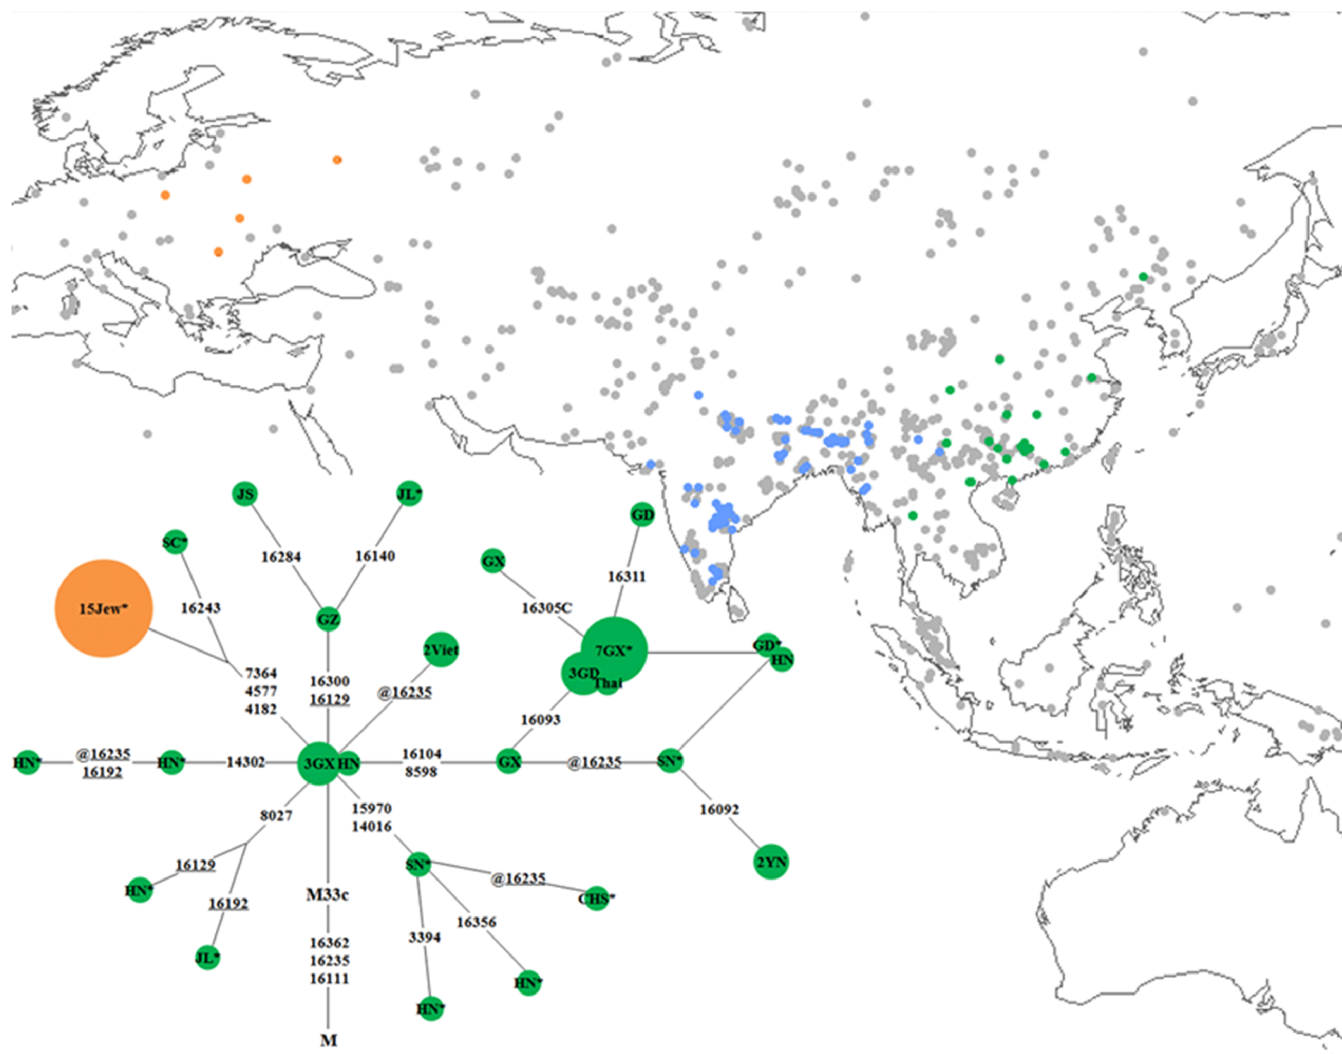 JS
JL*
GD
SC*
16284
16140
GX
16311
15Jew*
16243
16305C
GZ
2Viet
7GX*
GD*
HN
3GD
Thai
7364
4577
4182
16300
16129
@16235
16093
HN*
@16235
16192
HN*
14302
3GX
HN
16104
8598
GX
@16235
SN*
8027
15970
14016
16092
16129
HN*
SN*
@16235
CHS*
2YN
M33c
16192
16356
3394
JL*
16362
16235
16111
HN*
HN*
M